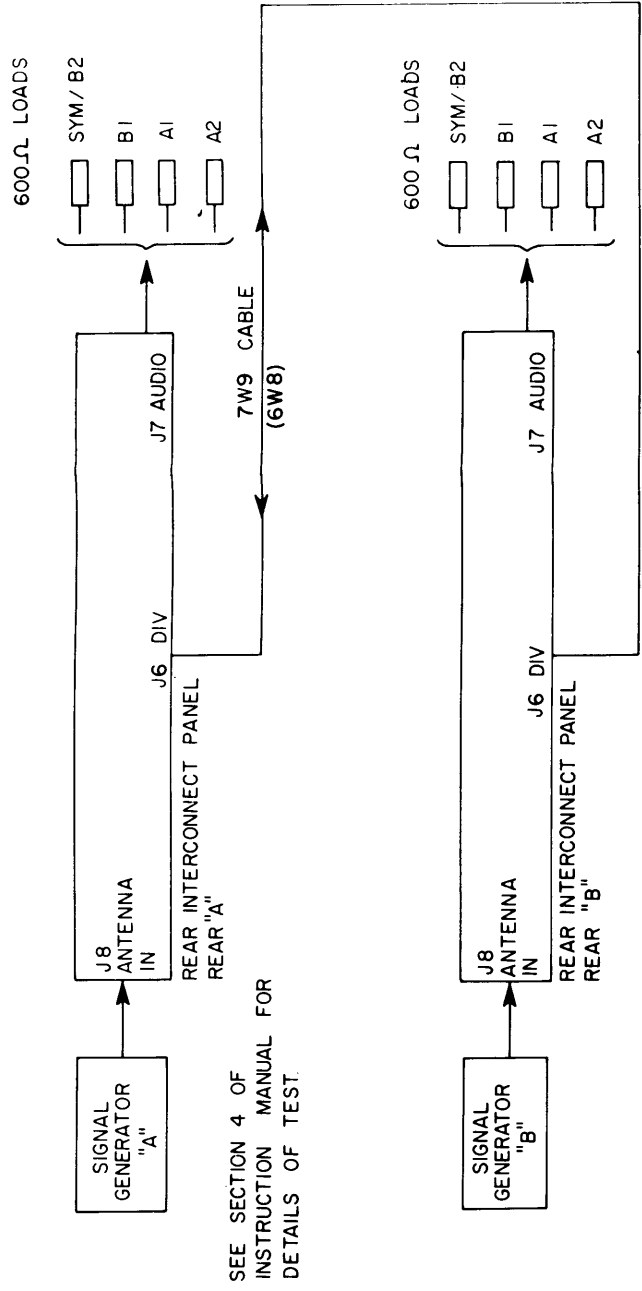 600Ω LOADS
SYM/B2
B1
A1
A2
SIGNAL
GENERATOR
"A"
J8
ANTENNA
IN
J6 DIV
J7 AUDIO
REAR INTERCONNECT PANEL
REAR "A"
7W9 CABLE
(6W8)
SEE SECTION 4 OF
INSTRUCTION MANUAL FOR
DETAILS OF TEST.
600Ω LOADS
SYM/B2
B1
A1
A2
SIGNAL
GENERATOR
"B"
J8
ANTENNA
IN
J6 DIV
J7 AUDIO
REAR INTERCONNECT PANEL
REAR "B"